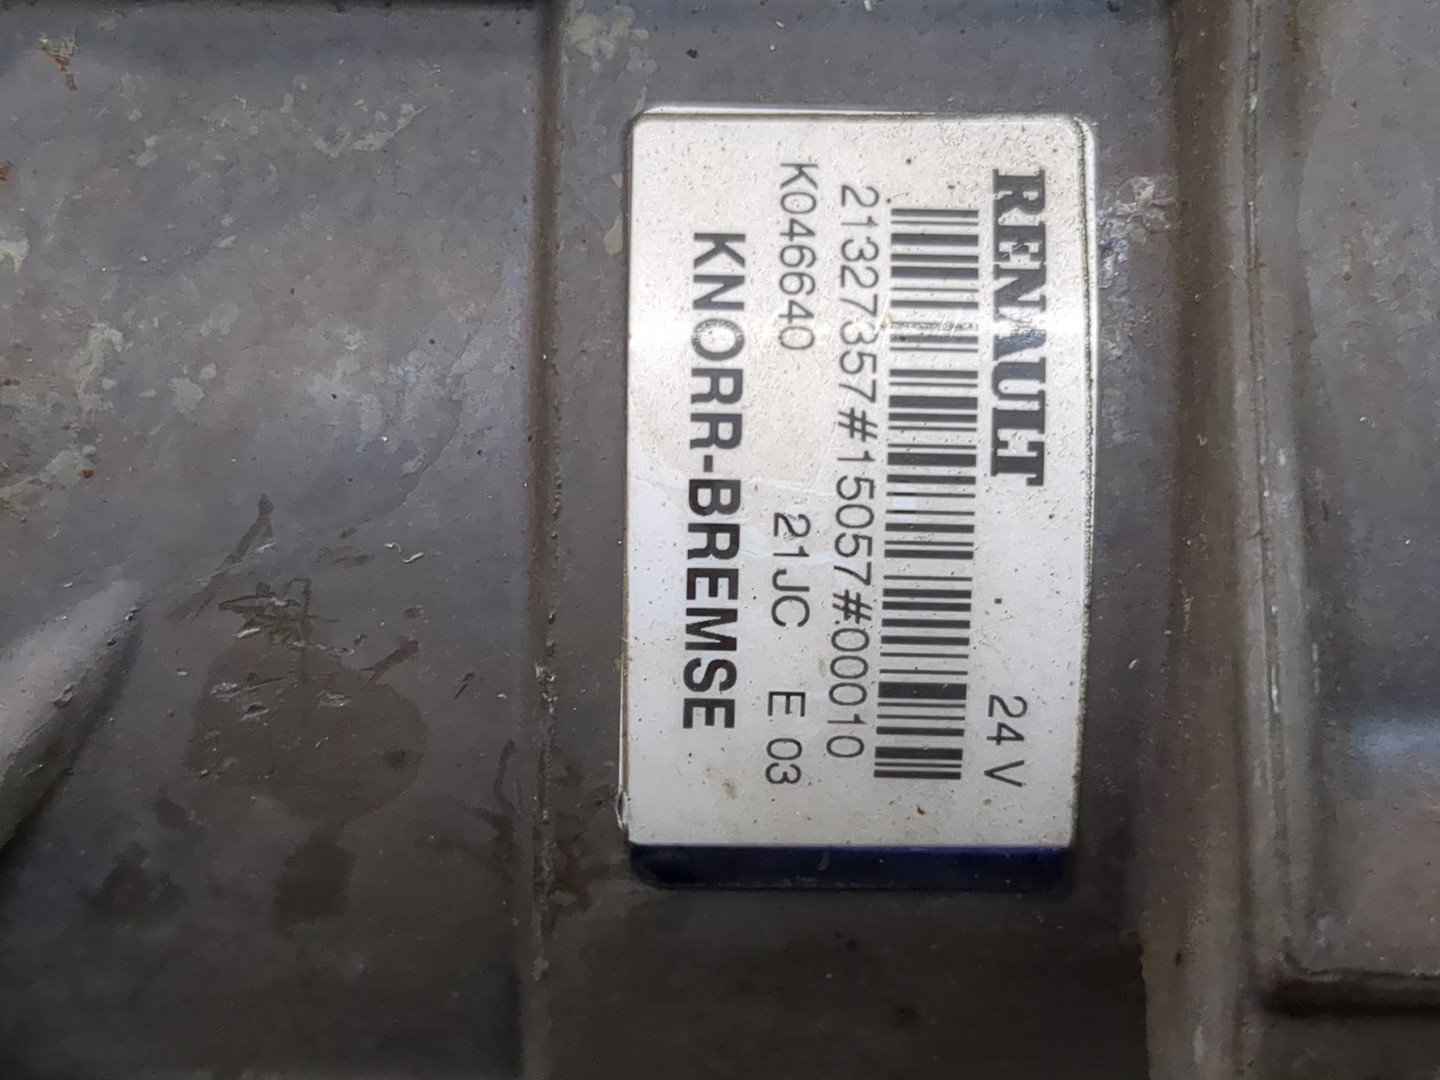 RENAULT 24 V
21327357#15057#00010
K046640 21JC E 03
KNORR-BREMSE